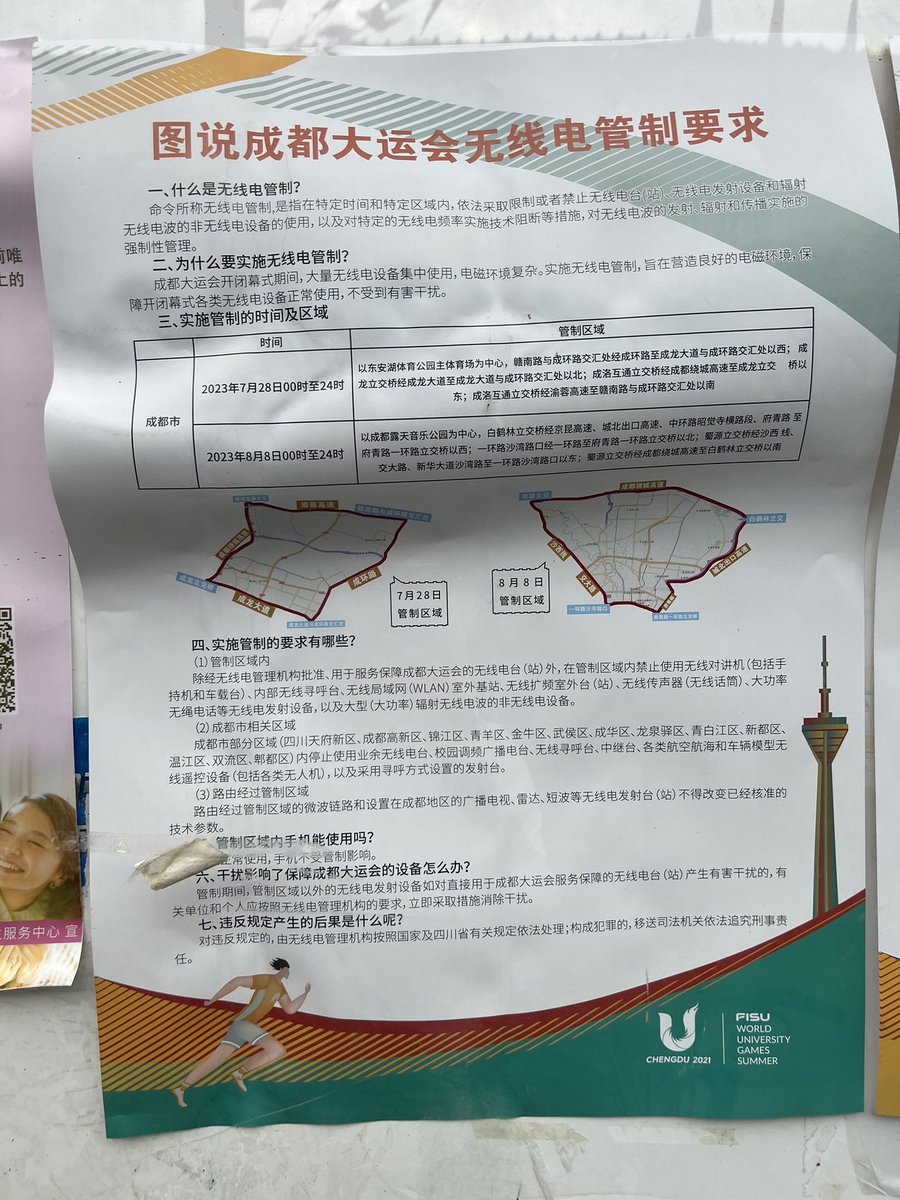 图说成都大运会无线电管制要求
一、什么是无线电管制?
命令所称无线电管制,是指在特定时间和特定区域内,依法采取限制或者禁止无线电台(站)、无线电发射设备和辐射
无线电波的非无线电设备的使用,以及对特定的无线电频率实施技术阻断等措施,对无线电波的发射、辐射和传播实施的
强制性管理。
二、为什么要实施无线电管制?
成都大运会开闭幕式期间,大量无线电设备集中使用,电磁环境复杂。实施无线电管制,旨在营造良好的电磁环境,保
障开闭幕式各类无线电设备正常使用,不受到有害干扰。
三、实施管制的时间及区域
时间 管制区域
成都市
2023年7月28日00时至24时
以东安湖体育公园主体育场为中心,赣南路与成环路交汇处经成环路至成龙大道与成环路交汇处以西;成
龙立交桥经成龙大道至成龙大道与成环路交汇处以北;成洛互通立交桥经成都绕城高速至成龙立交 桥以
东;成洛互通立交桥经渝蓉高速至赣南路与成环路交汇处以南
2023年8月8日00时至24时
以成都露天音乐公园为中心,白鹤林立交桥经京昆高速、城北出口高速、中环路昭觉寺横路段、府青路 至
府青路一环路立交桥以西;一环路沙湾路口经一环路至府青路一环路立交桥以北;蜀源立交桥经沙西 线、
交大路、新华大道沙湾路至一环路沙湾路口以东;蜀源立交桥经成都绕城高速至白鹤林立交桥以南
渝蓉高速
赣南路与成环路交汇处
成龙立交桥
成龙大道
成环路
成龙大道与成环路交汇处
7月28日
管制区域
成都绕城高速
蜀源立交
白鹤林立交
沙西线
交大路
城北出口高速
一环路沙湾路口
府青路一环路立交桥
8月8日
管制区域
四、实施管制的要求有哪些?
(1)管制区域内
除经无线电管理机构批准、用于服务保障成都大运会的无线电台(站)外,在管制区域内禁止使用无线对讲机(包括手
持机和车载台)、内部无线寻呼台、无线局域网(WLAN)室外基站、无线扩频室外台(站)、无线传声器(无线话筒)、大功率
无绳电话等无线电发射设备,以及大型(大功率)辐射无线电波的非无线电设备。
(2)成都市相关区域
成都市部分区域(四川天府新区、成都高新区、锦江区、青羊区、金牛区、武侯区、成华区、龙泉驿区、青白江区、新都区、
温江区、双流区、郫都区)内停止使用业余无线电台、校园调频广播电台、无线寻呼台、中继台、各类航空航海和车辆模型无
线遥控设备(包括各类无人机),以及采用寻呼方式设置的发射台。
(3)路由经过管制区域
路由经过管制区域的微波链路和设置在成都地区的广播电视、雷达、短波等无线电发射台(站)不得改变已经核准的
技术参数。
管制区域内手机能使用吗?
正常使用,手机不受管制影响。
六、干扰影响了保障成都大运会的设备怎么办?
管制期间,管制区域以外的无线电发射设备如对直接用于成都大运会服务保障的无线电台(站)产生有害干扰的,有
关单位和个人应按照无线电管理机构的要求,立即采取措施消除干扰。
七、违反规定产生的后果是什么呢?
对违反规定的,由无线电管理机构按照国家及四川省有关规定依法处理;构成犯罪的,移送司法机关依法追究刑事责
任。
CHENGDU 2021
FISU
WORLD
UNIVERSITY
GAMES
SUMMER
前唯
上的
服务中心 宣